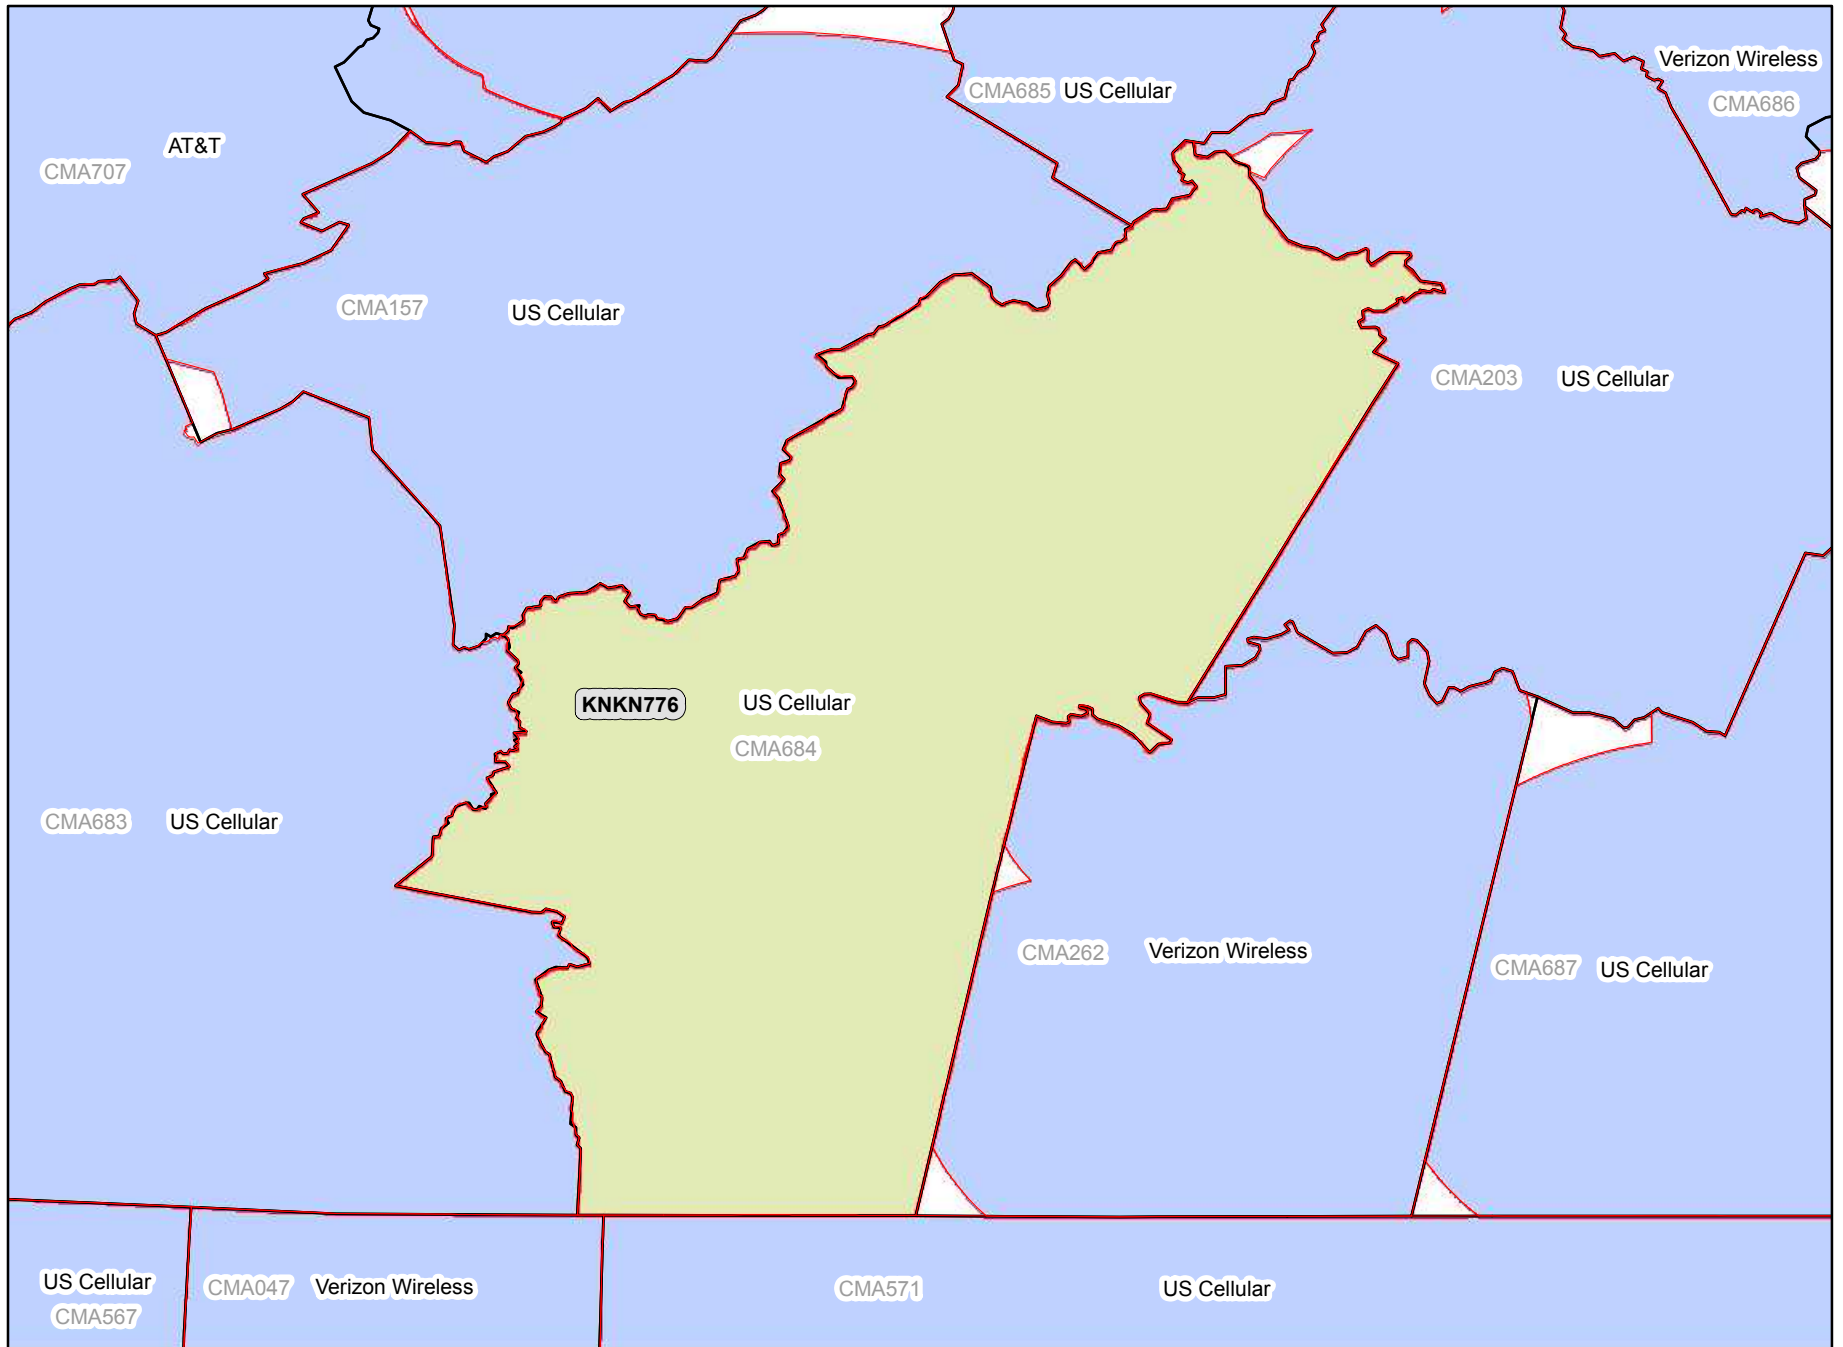 Verizon Wireless
CMA686
CMA685 US Cellular
AT&T
CMA707
CMA157 US Cellular
CMA203 US Cellular
KNKN776 US Cellular
CMA684
CMA683 US Cellular
CMA262 Verizon Wireless
CMA687 US Cellular
US Cellular
CMA567
CMA047 Verizon Wireless
CMA571 US Cellular